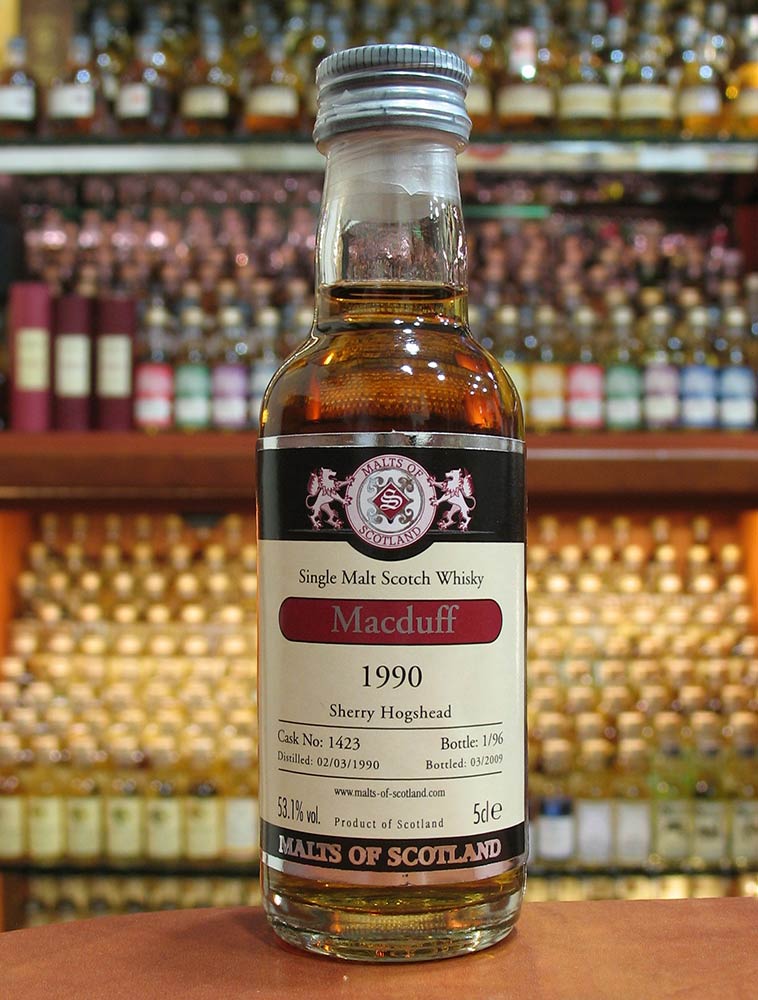 MALTS OF
S
SCOTLAND
Single Malt Scotch Whisky
Macduff
1990
Sherry Hogshead
Cask No: 1423 Bottle: 1/96
Distilled: 02/03/1990 Bottled: 03/2009
www.malts-of-scotland.com
53.1% vol. Product of Scotland 5cl e
MALTS OF SCOTLAND